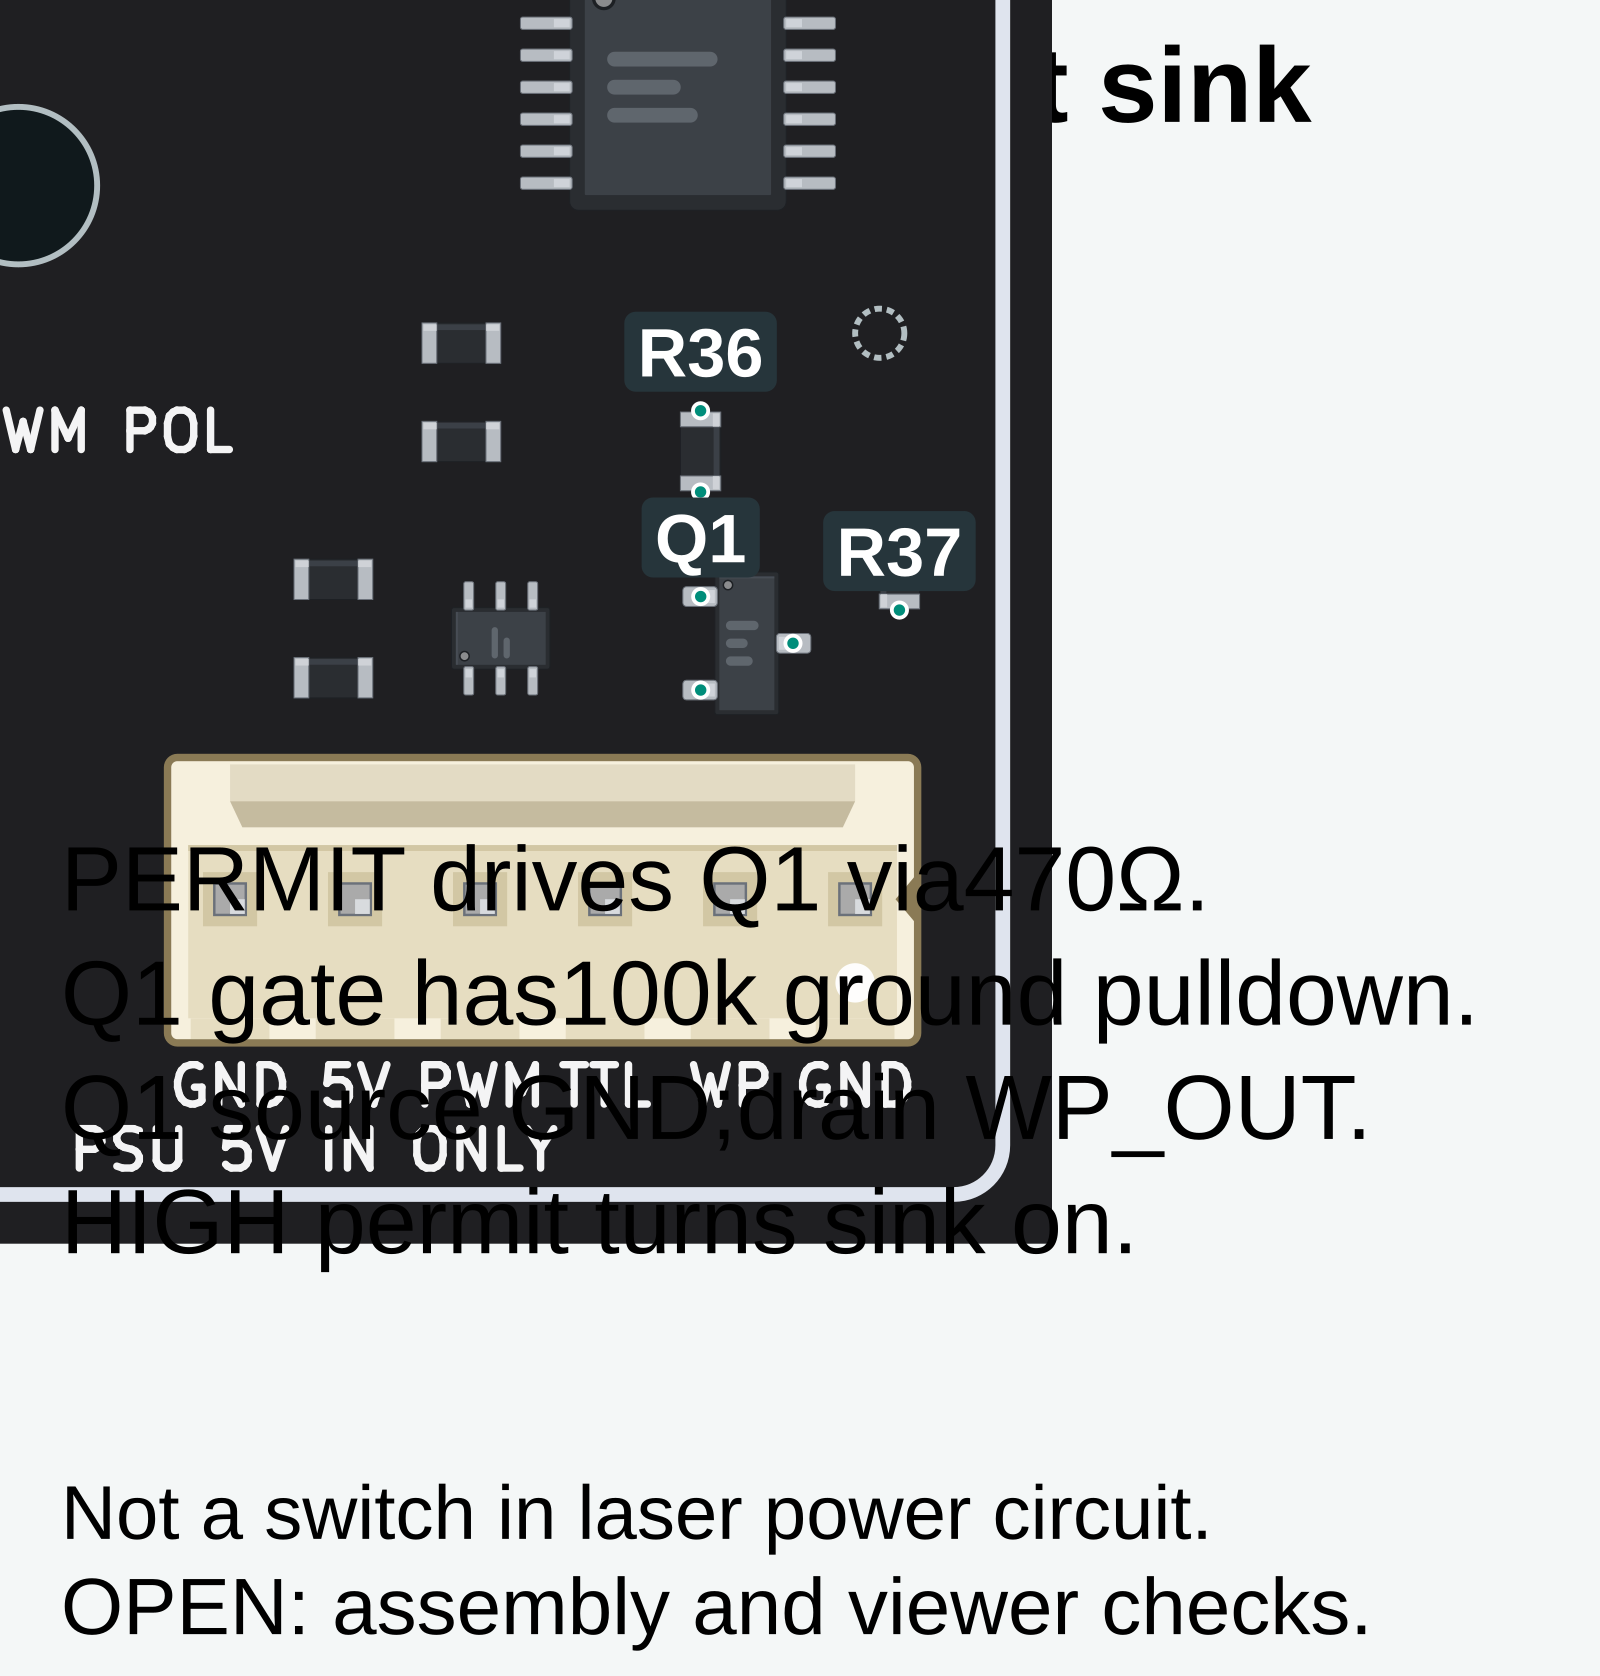 t sink
R36
WM POL
Q1
R37
PERMIT drives Q1 via470Ω.
Q1 gate has100k ground pulldown.
GND 5V PWM TTL WP GND
Q1 source GND;drain WP_OUT.
PSU 5V IN ONLY
HIGH permit turns sink on.
Not a switch in laser power circuit.
OPEN: assembly and viewer checks.